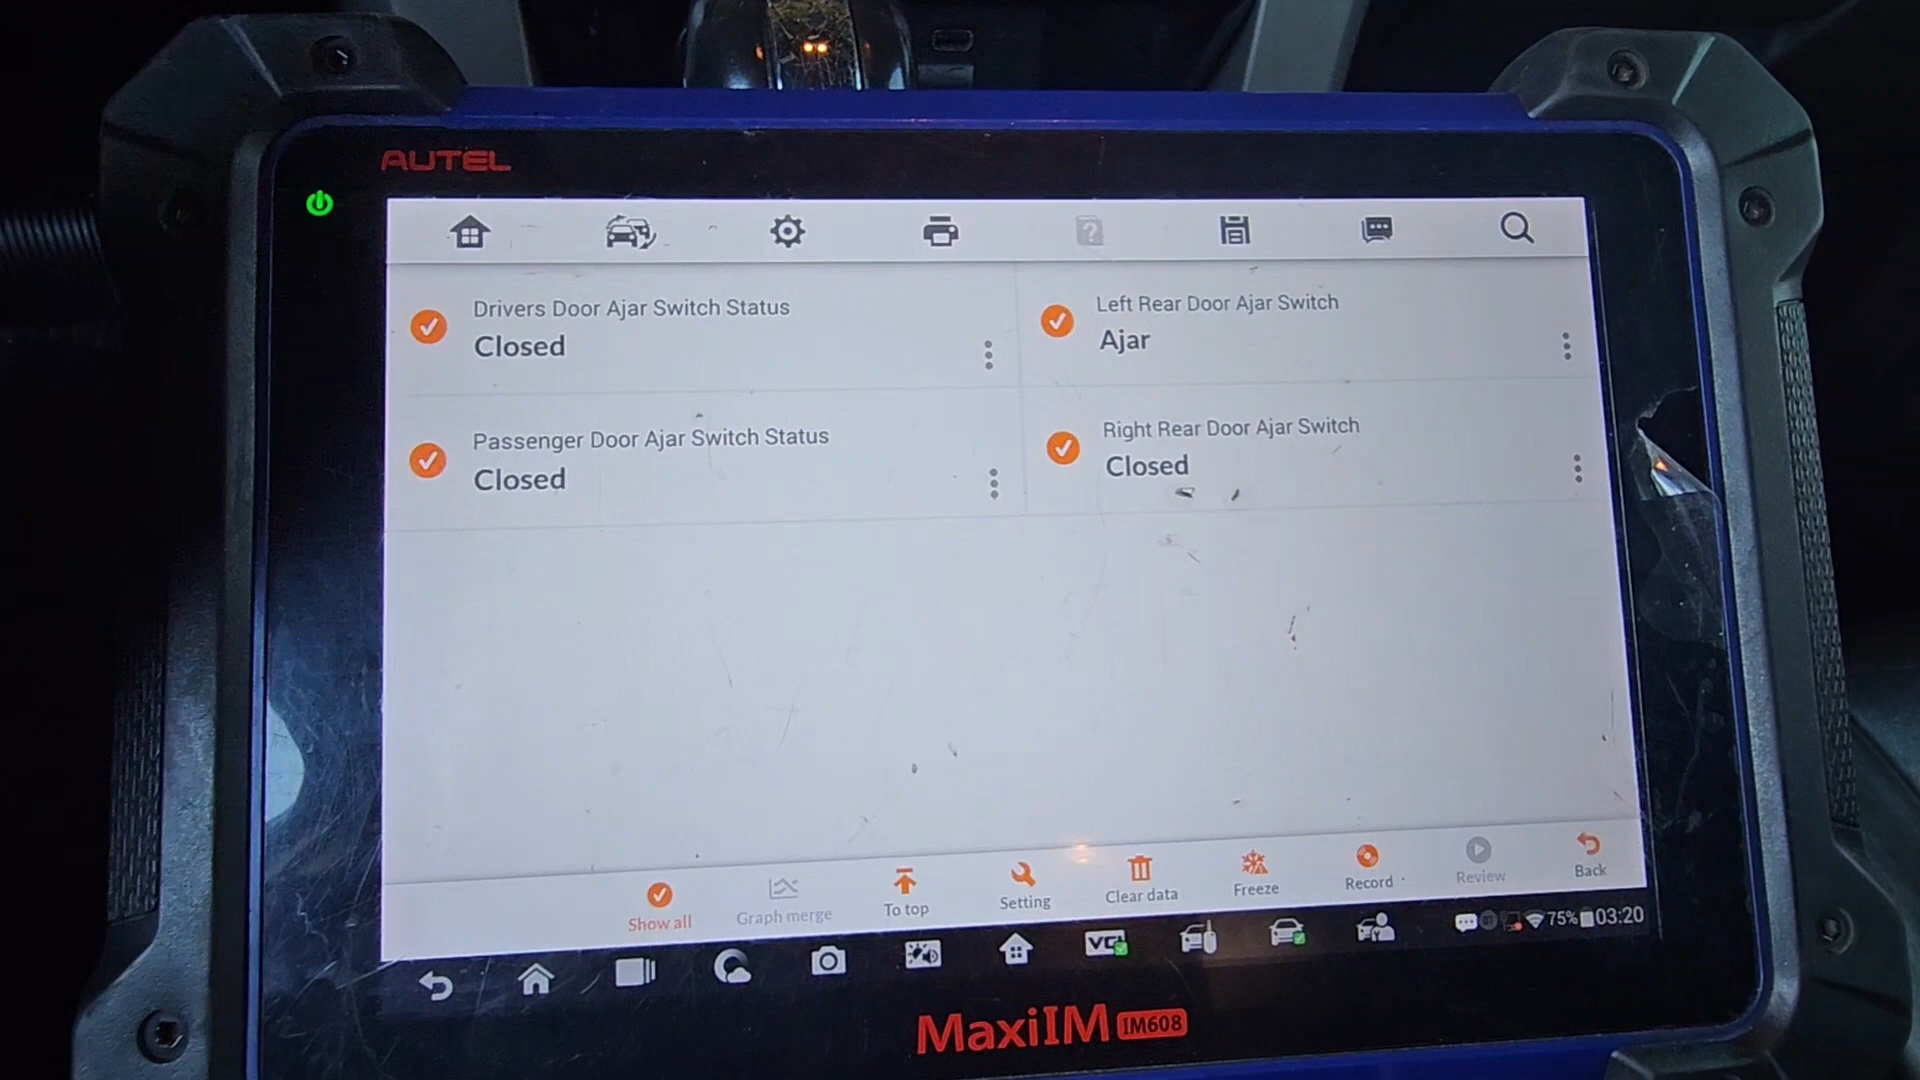 AUTEL
Drivers Door Ajar Switch Status
Closed
Left Rear Door Ajar Switch
Ajar
Passenger Door Ajar Switch Status
Closed
Right Rear Door Ajar Switch
Closed
Show all
Graph merge
To top
Setting
Clear data
Freeze
Record
Review
Back
VCI
75%
03:20
MaxiIM IM608